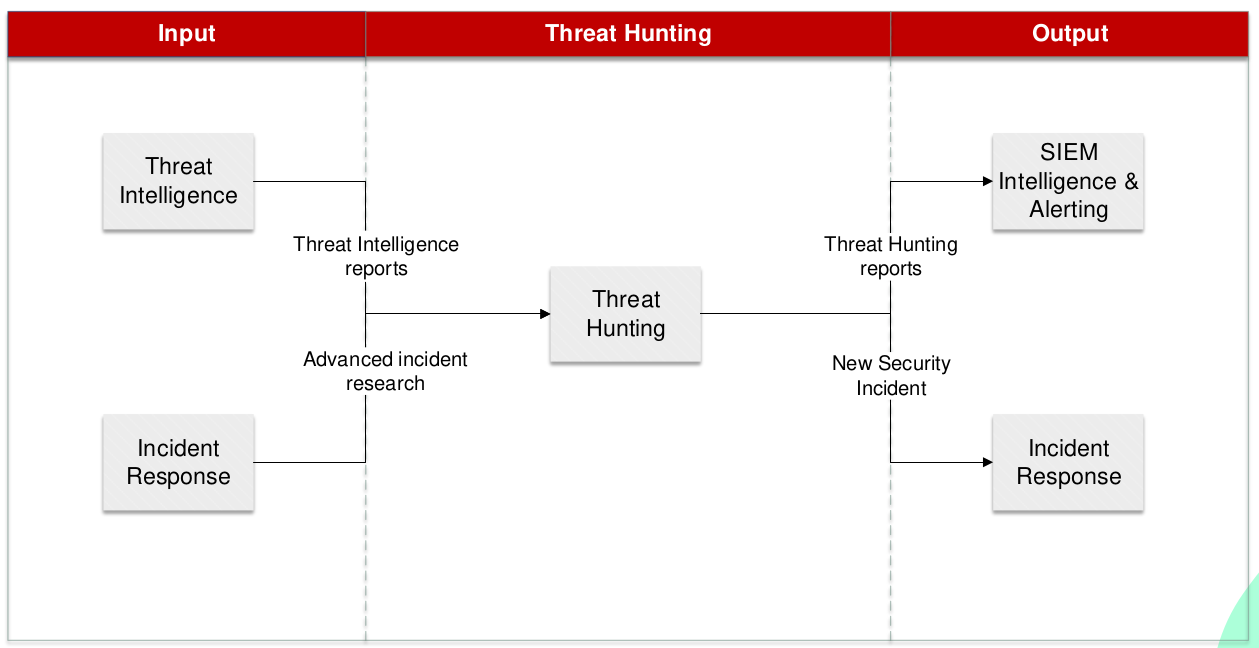 Input
Threat Hunting
Output
Threat
Intelligence
SIEM
Intelligence &
Alerting
Threat Intelligence
reports
Threat Hunting
reports
Threat
Hunting
Advanced incident
research
New Security
Incident
Incident
Response
Incident
Response